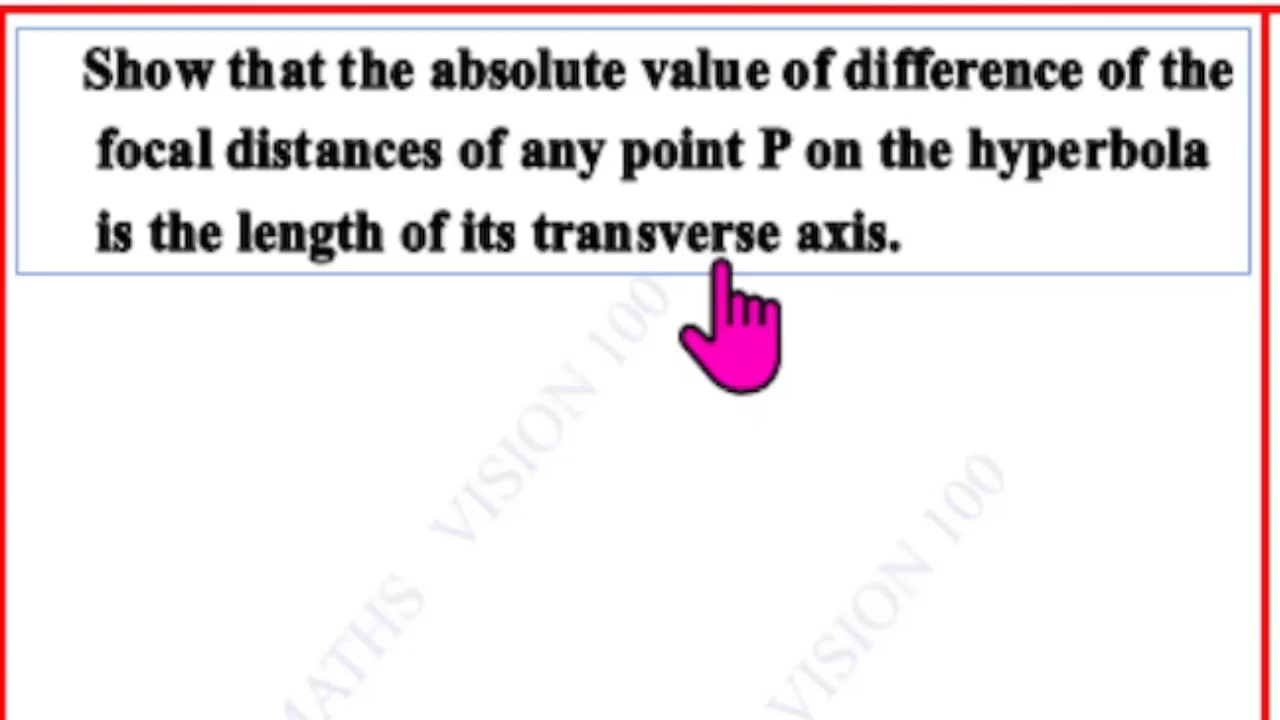 Show that the absolute value of difference of the
focal distances of any point P on the hyperbola
is the length of its transverse axis.
VISION 100
MATHS
VISION 100